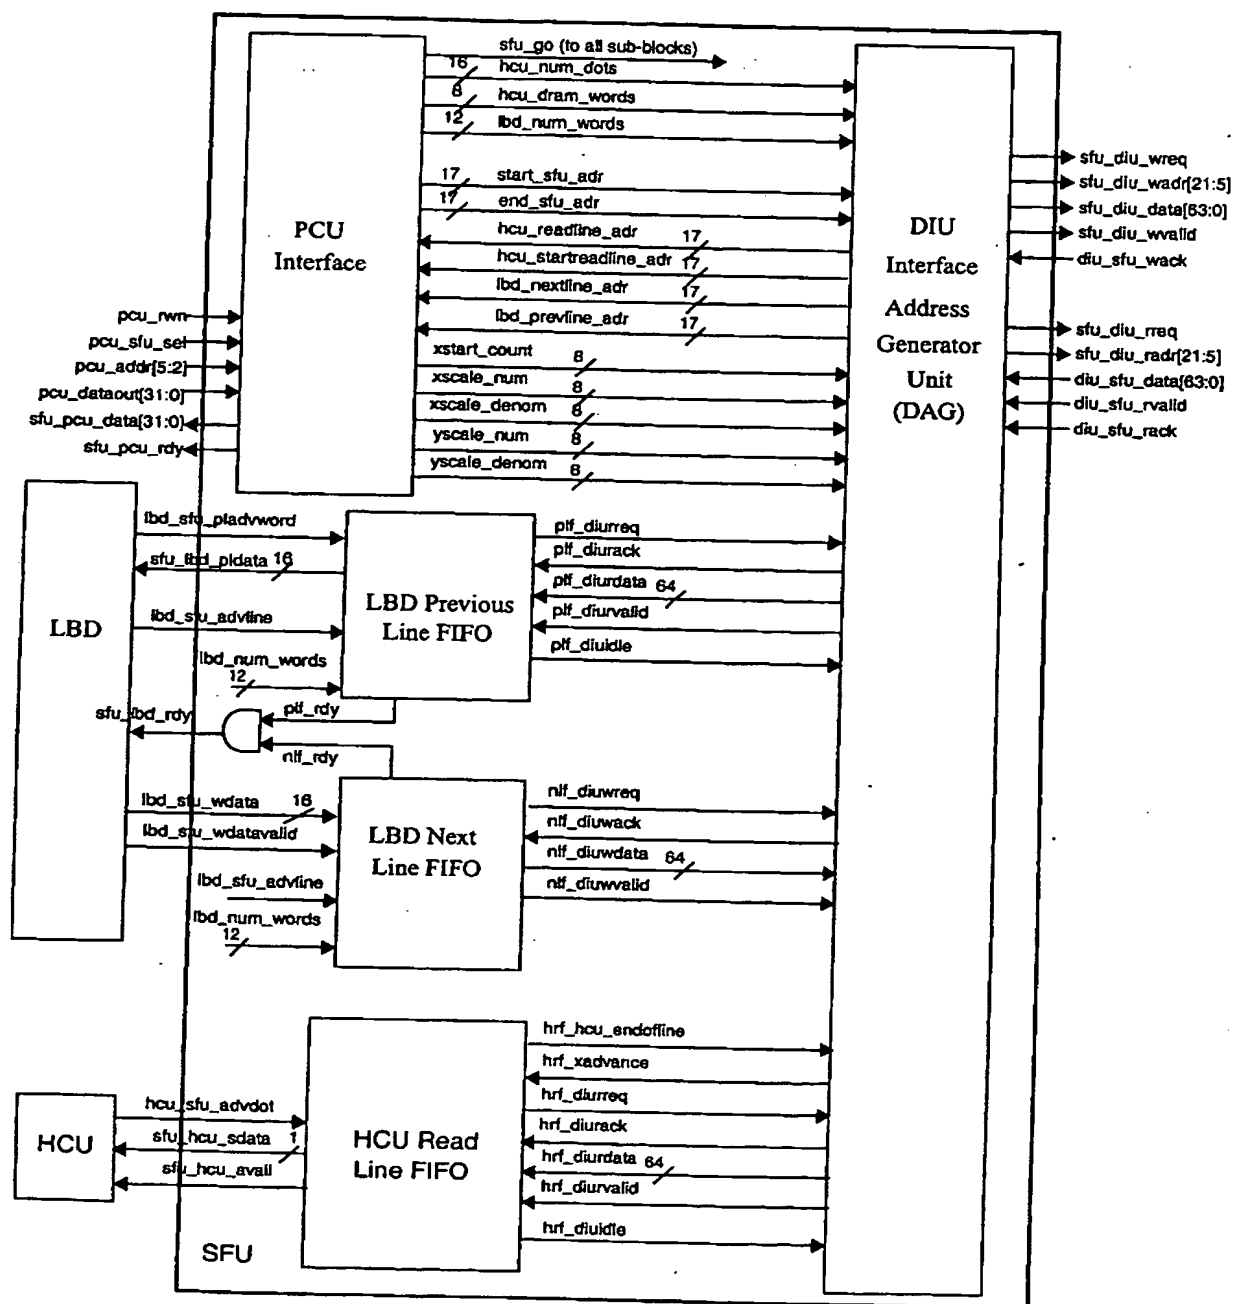 sfu_go (to all sub-blocks)
16
hcu_num_dots
8
hcu_dram_words
12
lbd_num_words
17
start_sfu_adr
17
end_sfu_adr
hcu_readline_adr
17
hcu_startreadline_adr
17
lbd_nextline_adr
17
lbd_prevline_adr
17
xstart_count
8
xscale_num
8
xscale_denom
8
yscale_num
8
yscale_denom
8
PCU
Interface
pcu_rwn
pcu_sfu_sel
pcu_addr[5:2]
pcu_dataout[31:0]
sfu_pcu_data[31:0]
sfu_pcu_rdy
DIU
Interface
Address
Generator
Unit
(DAG)
sfu_diu_wreq
sfu_diu_wadr[21:5]
sfu_diu_data[63:0]
sfu_diu_wvalid
diu_sfu_wack
sfu_diu_rreq
sfu_diu_radr[21:5]
diu_sfu_data[63:0]
diu_sfu_rvalid
diu_sfu_rack
LBD
lbd_sfu_pladvword
sfu_lbd_pldata
16
lbd_sfu_advline
lbd_num_words
12
sfu_lbd_rdy
LBD Previous
Line FIFO
plf_diurreq
plf_diurack
plf_diurdata
64
plf_diurvalid
plf_diuidle
plf_rdy
nlf_rdy
lbd_sfu_wdata
16
lbd_sfu_wdatavalid
lbd_sfu_advline
lbd_num_words
12
LBD Next
Line FIFO
nlf_diuwreq
nlf_diuwack
nlf_diuwdata
64
nlf_diuwvalid
HCU
hcu_sfu_advdot
sfu_hcu_sdata
1
sfu_hcu_avail
HCU Read
Line FIFO
hrf_hcu_endofline
hrf_xadvance
hrf_diurreq
hrf_diurack
hrf_diurdata
64
hrf_diurvalid
hrf_diuidle
SFU